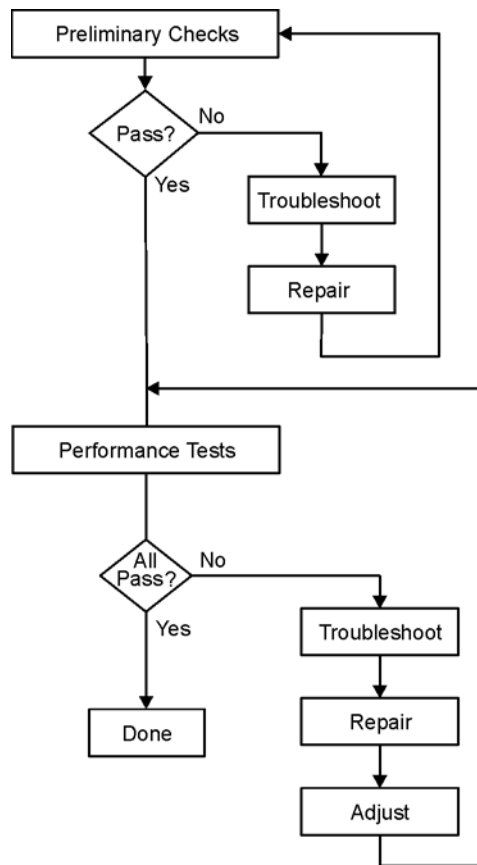 Preliminary Checks
Pass?
No
Yes
Troubleshoot
Repair
Performance Tests
All
Pass?
No
Yes
Troubleshoot
Done
Repair
Adjust